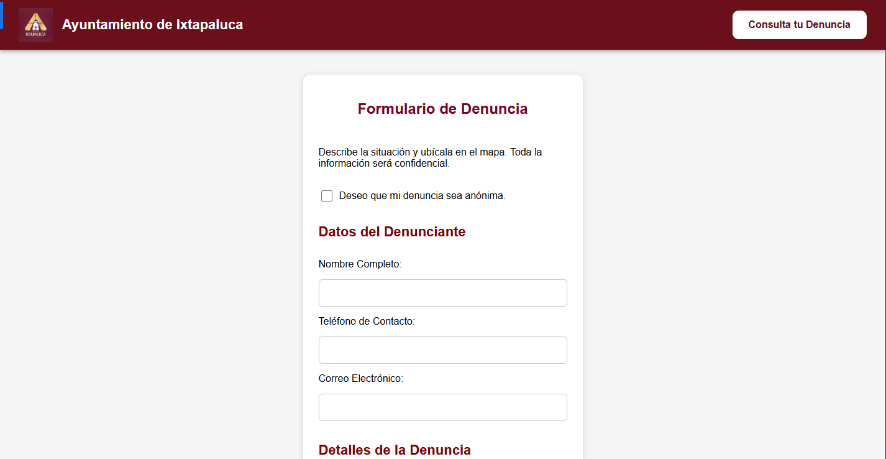 IXTAPALUCA
Ayuntamiento de Ixtapaluca
Consulta tu Denuncia
Formulario de Denuncia
Describe la situación y ubícala en el mapa. Toda la
información será confidencial.
Deseo que mi denuncia sea anónima.
Datos del Denunciante
Nombre Completo:
Teléfono de Contacto:
Correo Electrónico:
Detalles de la Denuncia